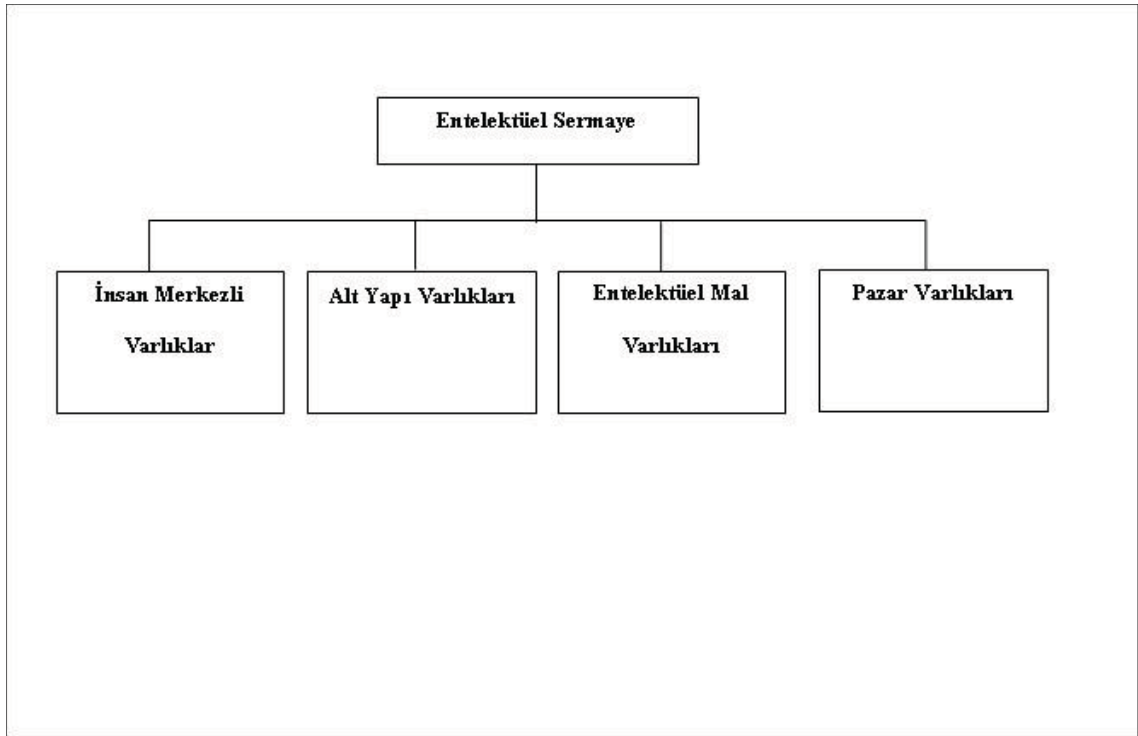 Entelektüel Sermaye
İnsan Merkezli
Varlıklar
Alt Yapı Varlıkları
Entelektüel Mal
Varlıkları
Pazar Varlıkları